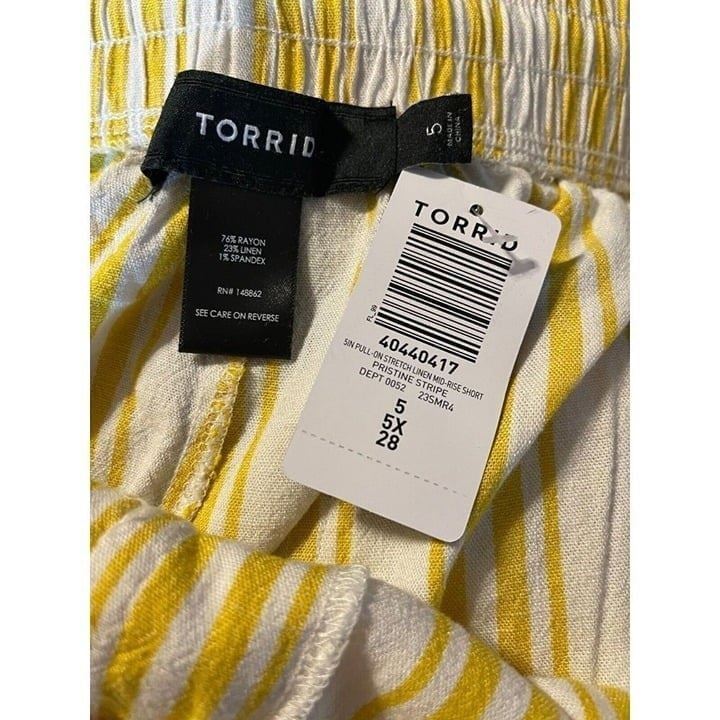 TORRID
5
MADE IN
CHINA
76% RAYON
23% LINEN
1% SPANDEX
RN# 148862
SEE CARE ON REVERSE
TORRID
FL_99
40440417
5IN PULL-ON STRETCH LINEN MID-RISE SHORT
PRISTINE STRIPE
DEPT 0052 23SMR4
5
5X
28